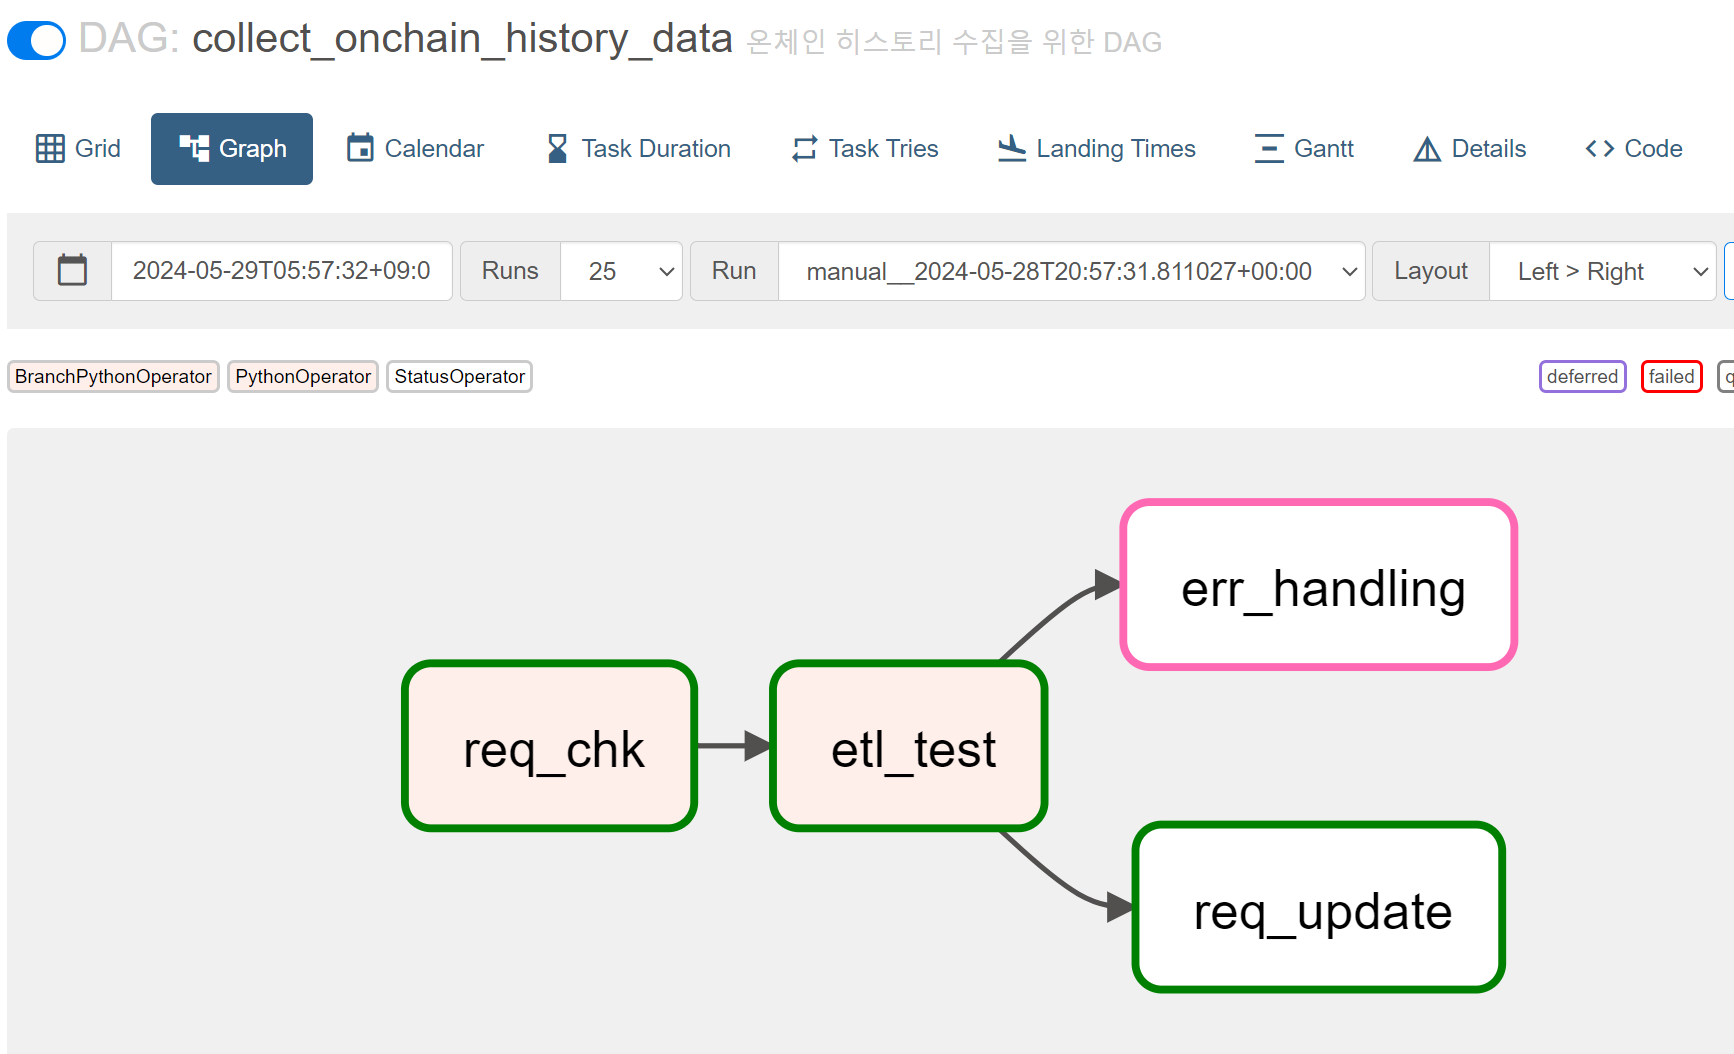 DAG: collect_onchain_history_data 온체인 히스토리 수집을 위한 DAG
Grid Graph Calendar Task Duration Task Tries Landing Times Gantt Details Code
2024-05-29T05:57:32+09:0 Runs 25 Run manual__2024-05-28T20:57:31.811027+00:00 Layout Left > Right
BranchPythonOperator PythonOperator StatusOperator deferred failed
err_handling
req_chk etl_test
req_update